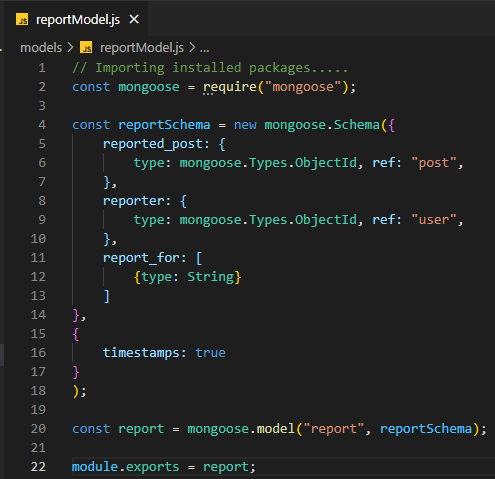 JS reportModel.js ×
models > JS reportModel.js > ...
1 // Importing installed packages.....
2 const mongoose = require("mongoose");
3
4 const reportSchema = new mongoose.Schema({
5     reported_post: {
6         type: mongoose.Types.ObjectId, ref: "post",
7     },
8     reporter: {
9         type: mongoose.Types.ObjectId, ref: "user",
10     },
11     report_for: [
12         {type: String}
13     ]
14 },
15 {
16     timestamps: true
17 }
18 );
19
20 const report = mongoose.model("report", reportSchema);
21
22 module.exports = report;